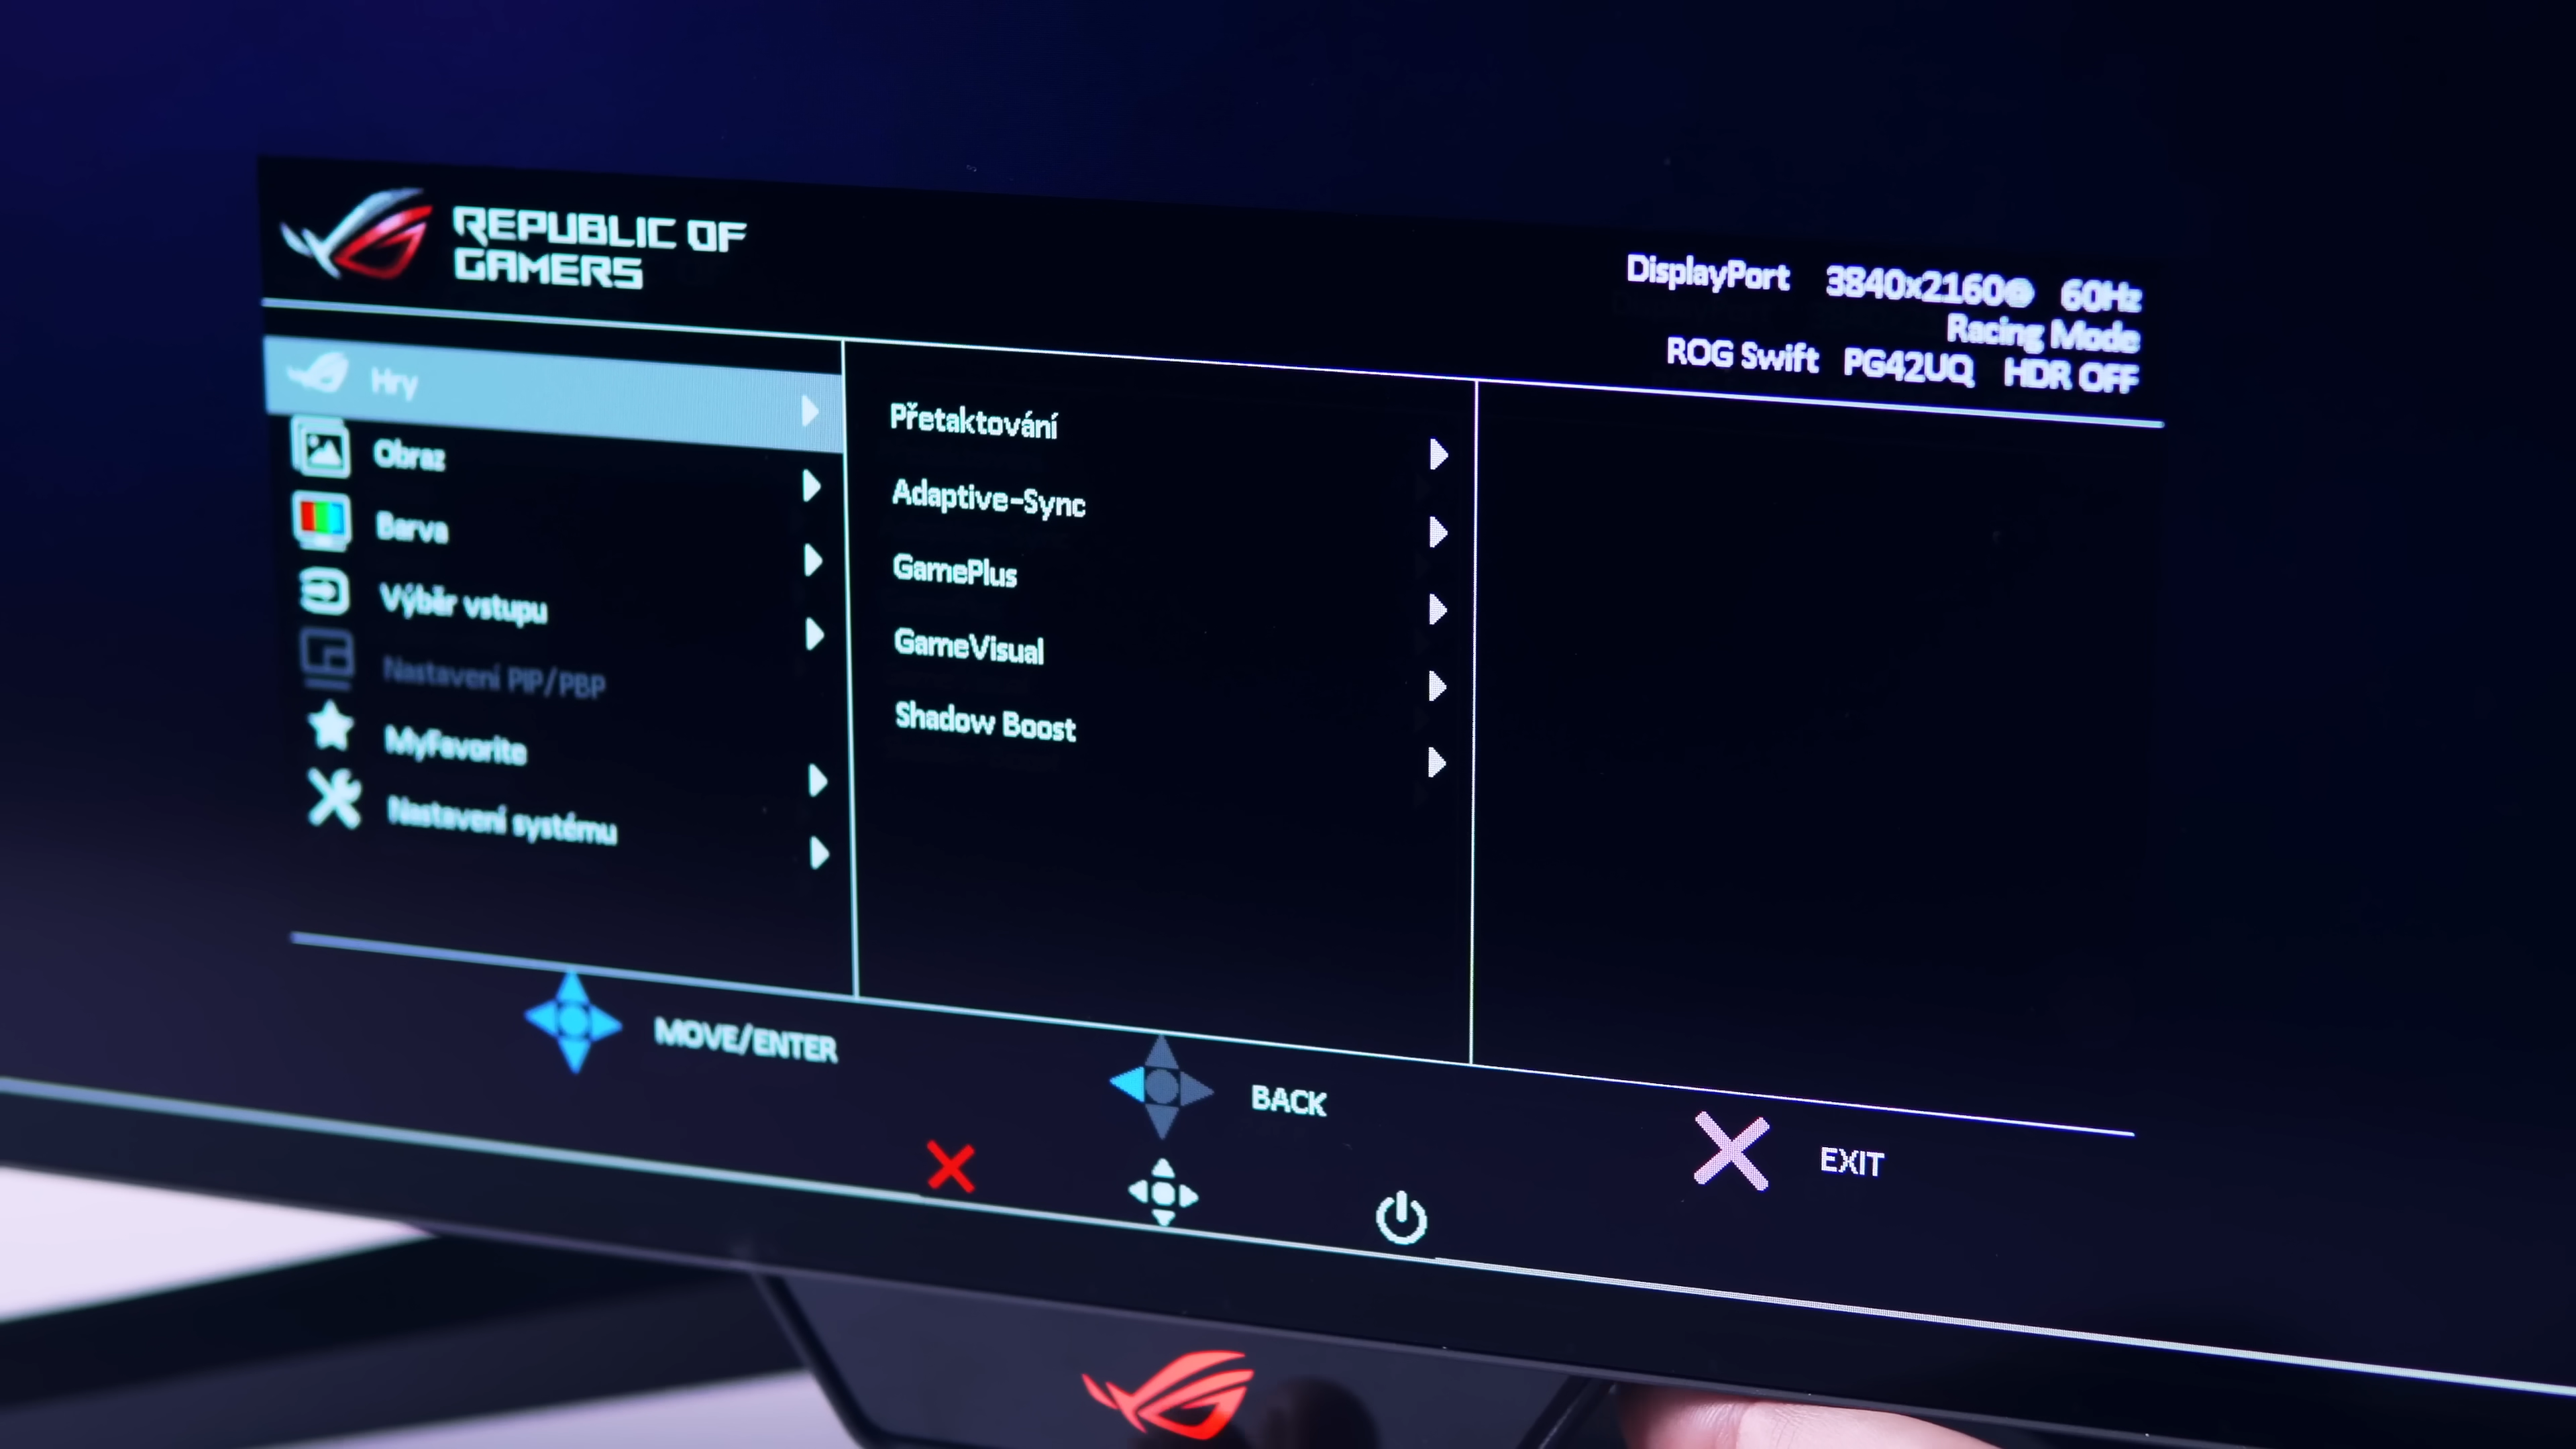 REPUBLIC OF
GAMERS
DisplayPort 3840x2160@ 60Hz
Racing Mode
ROG Swift PG42UQ HDR OFF
Hry
Obraz
Barva
Výběr vstupu
Nastavení PIP/PBP
MyFavorite
Nastavení systému
Přetaktování
Adaptive-Sync
GamePlus
GameVisual
Shadow Boost
MOVE/ENTER
BACK
EXIT